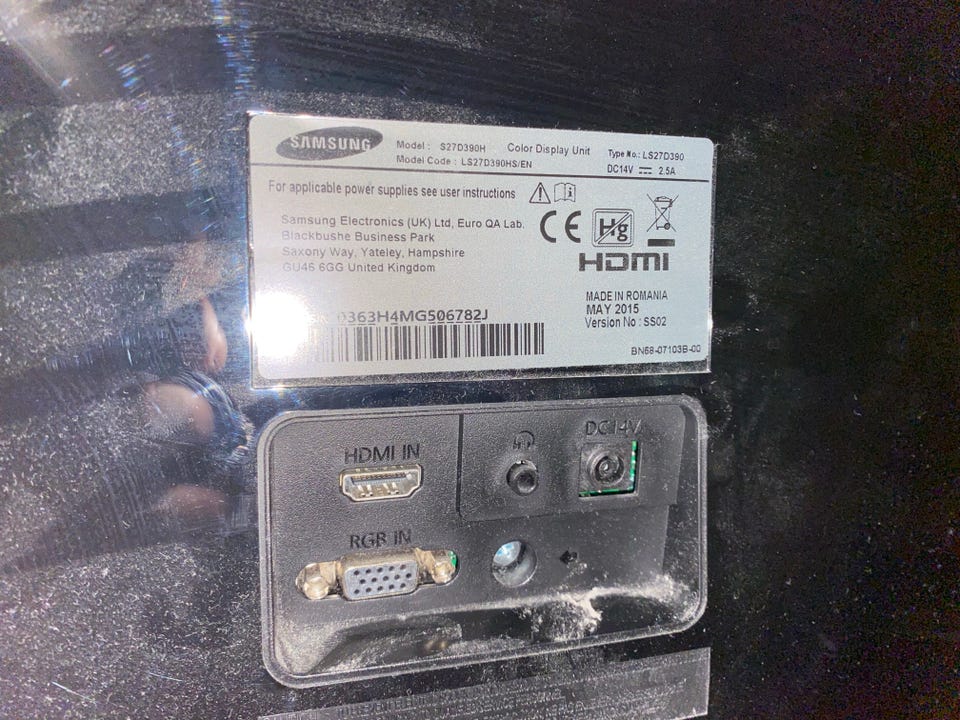 SAMSUNG
Model : S27D390H Color Display Unit Type No.: LS27D390
Model Code : LS27D390HS/EN DC14V 2.5A
For applicable power supplies see user instructions
Samsung Electronics (UK) Ltd, Euro QA Lab.
Blackbushe Business Park
Saxony Way, Yateley, Hampshire
GU46 6GG United Kingdom
CE
Hg
HDMI
MADE IN ROMANIA
MAY 2015
Version No : SS02
0363H4MG506782J
BN68-07103B-00
HDMI IN
DC14V
RGB IN